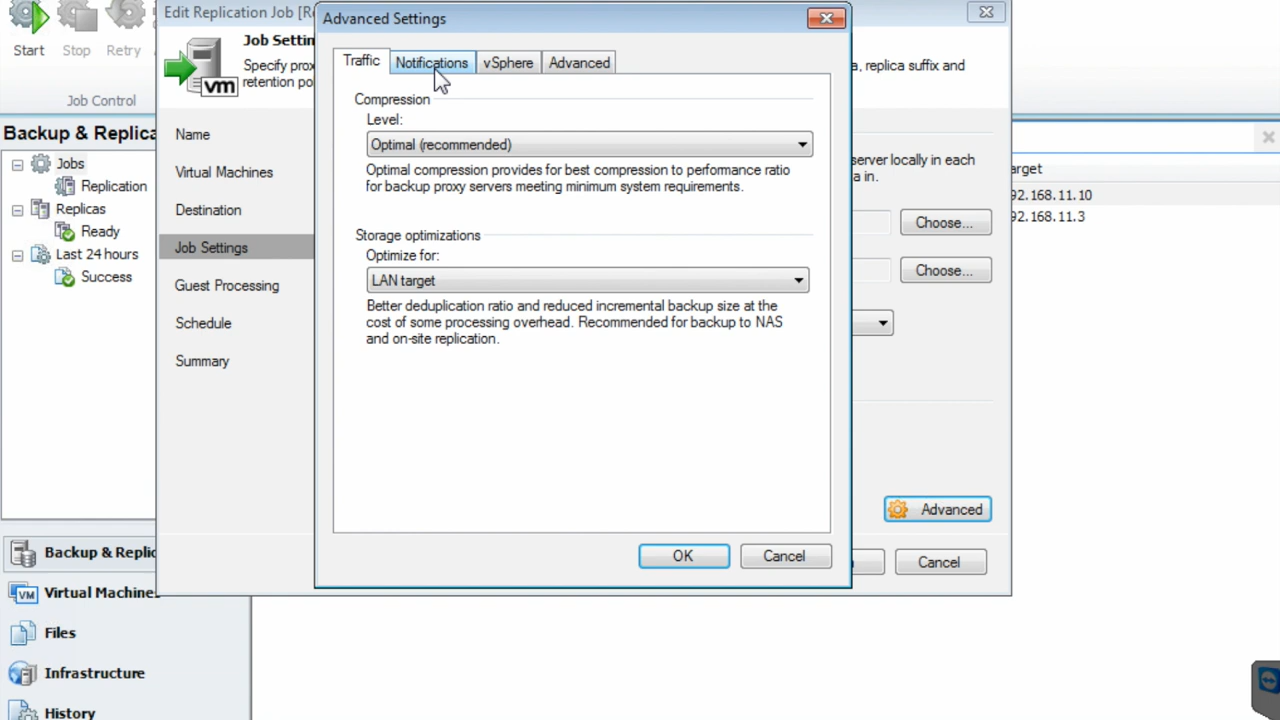 Edit Replication Job [Re
Advanced Settings
Start
Stop
Retry
Job Control
Job Settin
Specify prox
retention po
a, replica suffix and
Traffic
Notifications
vSphere
Advanced
Compression
Level:
Optimal (recommended)
Optimal compression provides for best compression to performance ratio
for backup proxy servers meeting minimum system requirements.
Storage optimizations
Optimize for:
LAN target
Better deduplication ratio and reduced incremental backup size at the
cost of some processing overhead. Recommended for backup to NAS
and on-site replication.
OK
Cancel
Backup & Replica
Jobs
Replication
Replicas
Ready
Last 24 hours
Success
Name
Virtual Machines
Destination
Job Settings
Guest Processing
Schedule
Summary
server locally in each
a in.
Choose...
Choose...
Advanced
Cancel
arget
92.168.11.10
92.168.11.3
Backup & Replic
vm
VM
Virtual Machines
Files
Infrastructure
History